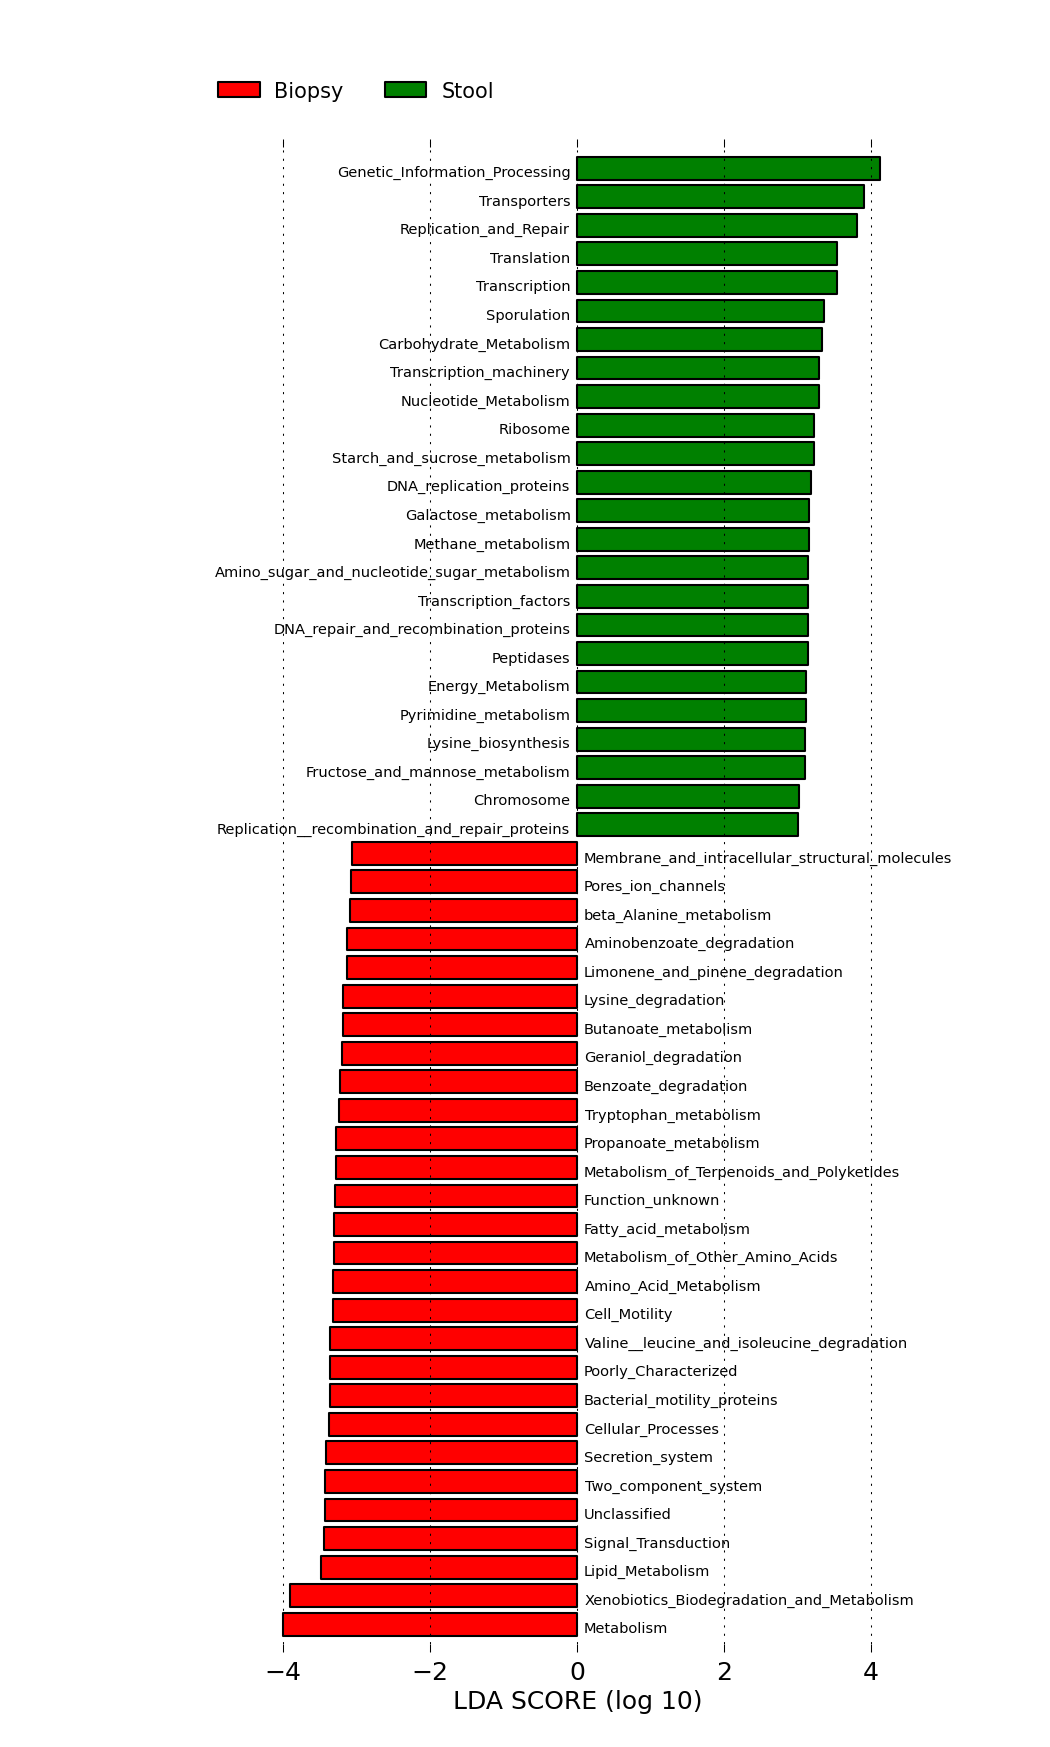 Biopsy Stool
Genetic_Information_Processing
Transporters
Replication_and_Repair
Translation
Transcription
Sporulation
Carbohydrate_Metabolism
Transcription_machinery
Nucleotide_Metabolism
Ribosome
Starch_and_sucrose_metabolism
DNA_replication_proteins
Galactose_metabolism
Methane_metabolism
Amino_sugar_and_nucleotide_sugar_metabolism
Transcription_factors
DNA_repair_and_recombination_proteins
Peptidases
Energy_Metabolism
Pyrimidine_metabolism
Lysine_biosynthesis
Fructose_and_mannose_metabolism
Chromosome
Replication__recombination_and_repair_proteins
Membrane_and_intracellular_structural_molecules
Pores_ion_channels
beta_Alanine_metabolism
Aminobenzoate_degradation
Limonene_and_pinene_degradation
Lysine_degradation
Butanoate_metabolism
Geraniol_degradation
Benzoate_degradation
Tryptophan_metabolism
Propanoate_metabolism
Metabolism_of_Terpenoids_and_Polyketides
Function_unknown
Fatty_acid_metabolism
Metabolism_of_Other_Amino_Acids
Amino_Acid_Metabolism
Cell_Motility
Valine__leucine_and_isoleucine_degradation
Poorly_Characterized
Bacterial_motility_proteins
Cellular_Processes
Secretion_system
Two_component_system
Unclassified
Signal_Transduction
Lipid_Metabolism
Xenobiotics_Biodegradation_and_Metabolism
Metabolism
−4 −2 0 2 4
LDA SCORE (log 10)